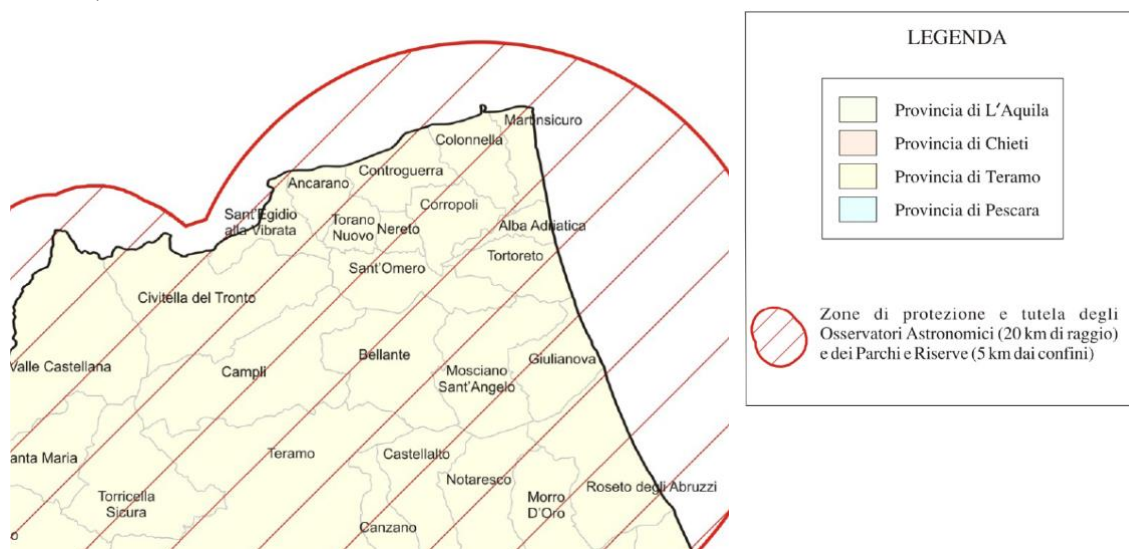 LEGENDA
Provincia di L'Aquila
Provincia di Chieti
Provincia di Teramo
Provincia di Pescara
Zone di protezione e tutela degli
Osservatori Astronomici (20 km di raggio)
e dei Parchi e Riserve (5 km dai confini)
Martinsicuro
Colonnella
Controguerra
Ancarano
Corropoli
Sant'Egidio
alla Vibrata
Torano
Nuovo
Nereto
Alba Adriatica
Tortoreto
Sant'Omero
Civitella del Tronto
Bellante
Giulianova
Valle Castellana
Campli
Mosciano
Sant'Angelo
Teramo
Castellalto
anta Maria
Notaresco
Roseto degli Abruzzi
Torricella
Sicura
Morro
D'Oro
Canzano
o